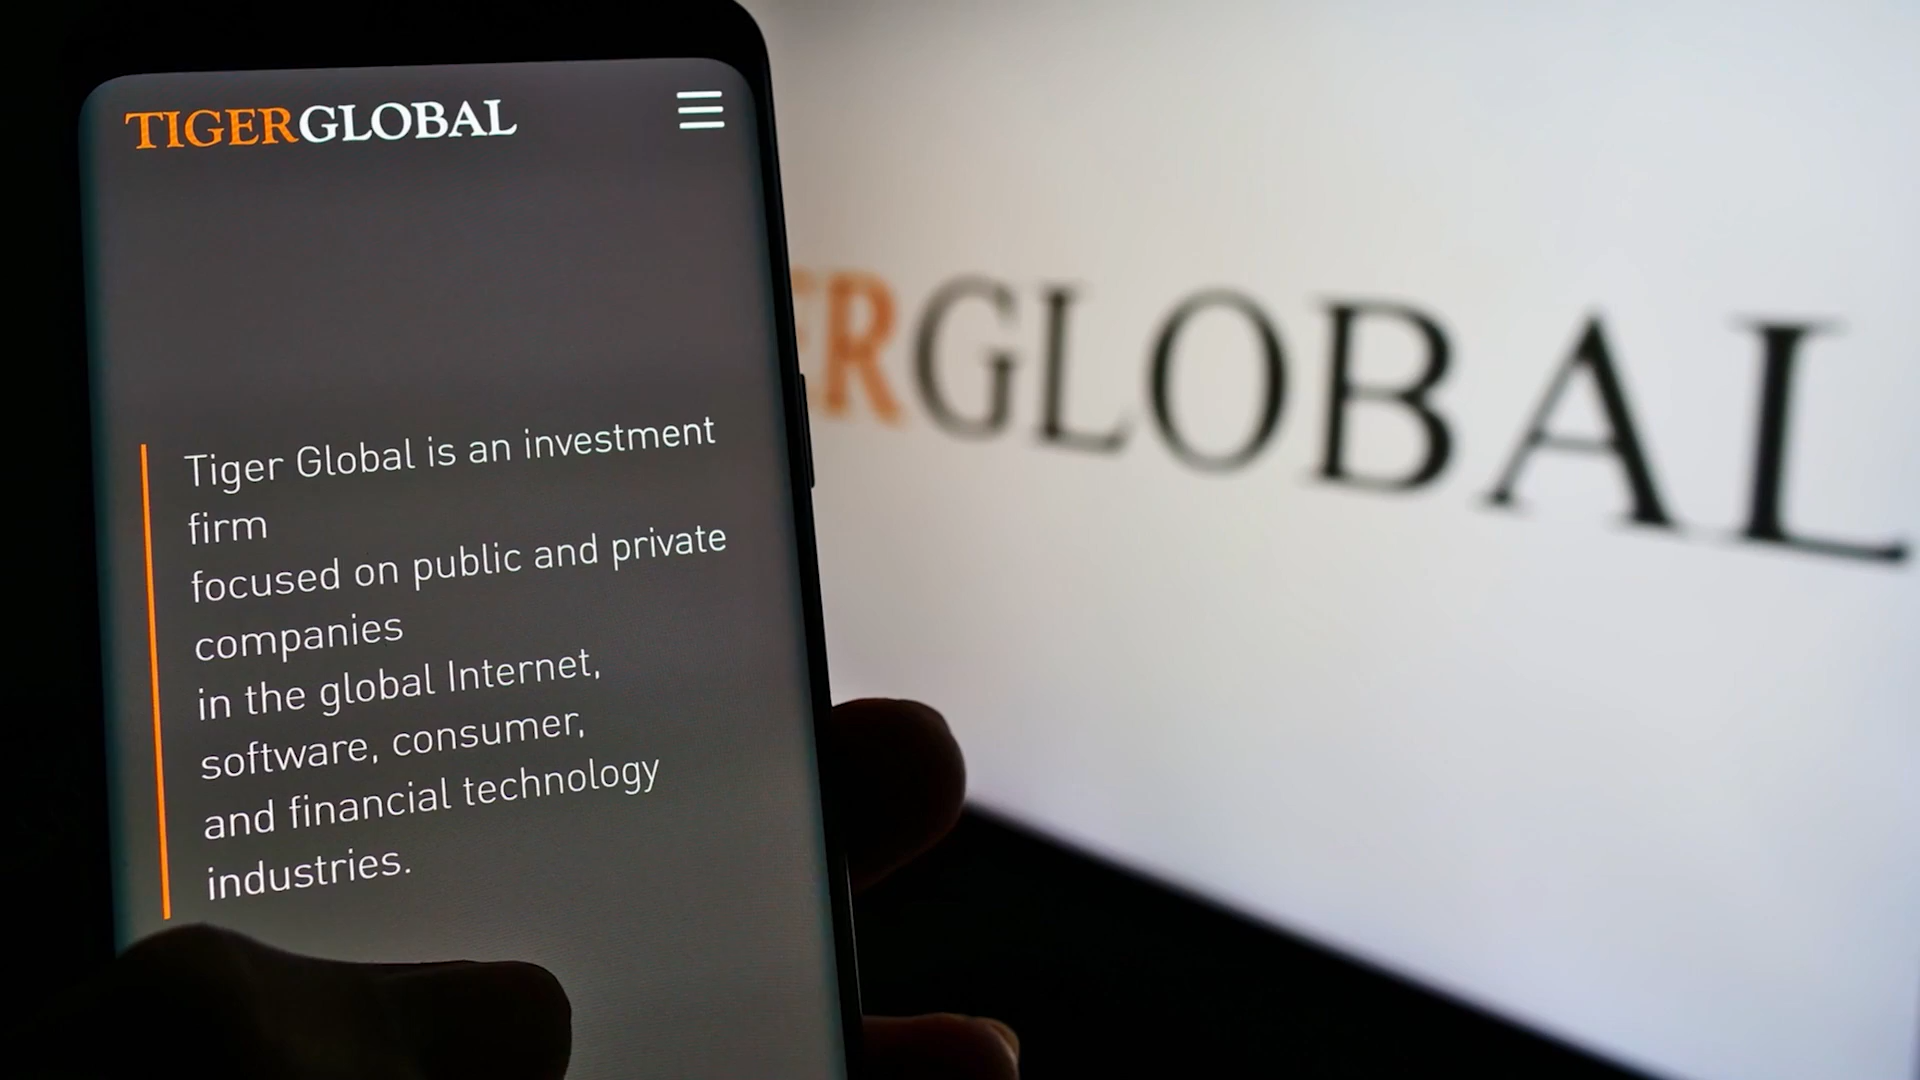 TIGERGLOBAL
Tiger Global is an investment
firm
focused on public and private
companies
in the global Internet,
software, consumer,
and financial technology
industries.
ERGLOBAL